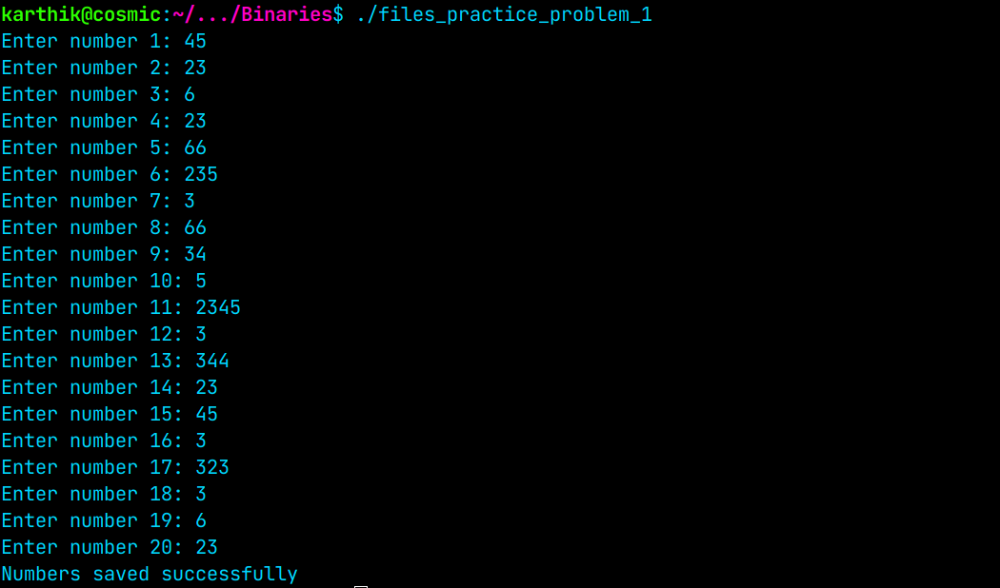 karthik@cosmic:~/.../Binaries$ ./files_practice_problem_1
Enter number 1: 45
Enter number 2: 23
Enter number 3: 6
Enter number 4: 23
Enter number 5: 66
Enter number 6: 235
Enter number 7: 3
Enter number 8: 66
Enter number 9: 34
Enter number 10: 5
Enter number 11: 2345
Enter number 12: 3
Enter number 13: 344
Enter number 14: 23
Enter number 15: 45
Enter number 16: 3
Enter number 17: 323
Enter number 18: 3
Enter number 19: 6
Enter number 20: 23
Numbers saved successfully